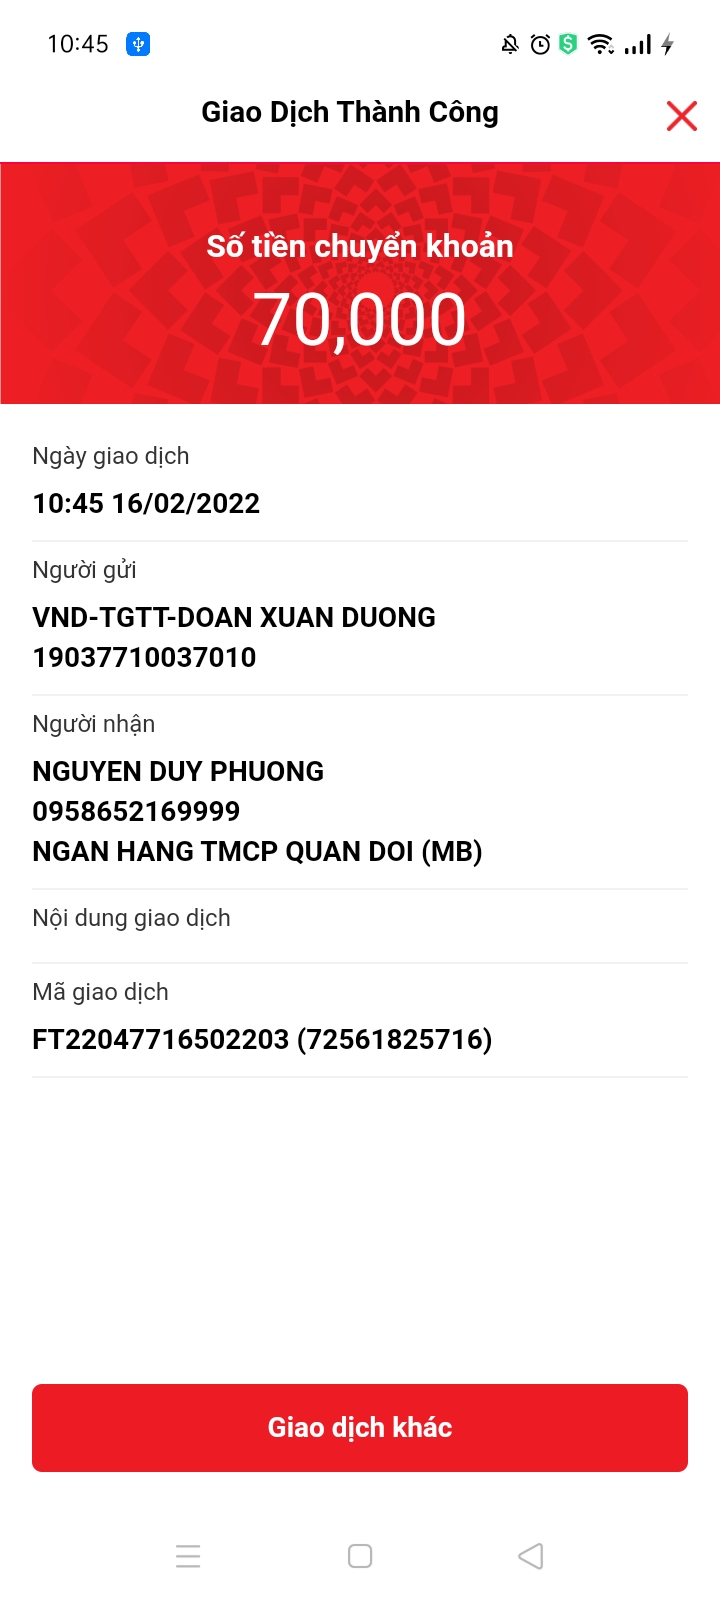 10:45
Giao Dịch Thành Công
Số tiền chuyển khoản
70,000
Ngày giao dịch
10:45 16/02/2022
Người gửi
VND-TGTT-DOAN XUAN DUONG
19037710037010
Người nhận
NGUYEN DUY PHUONG
0958652169999
NGAN HANG TMCP QUAN DOI (MB)
Nội dung giao dịch
Mã giao dịch
FT22047716502203 (72561825716)
Giao dịch khác